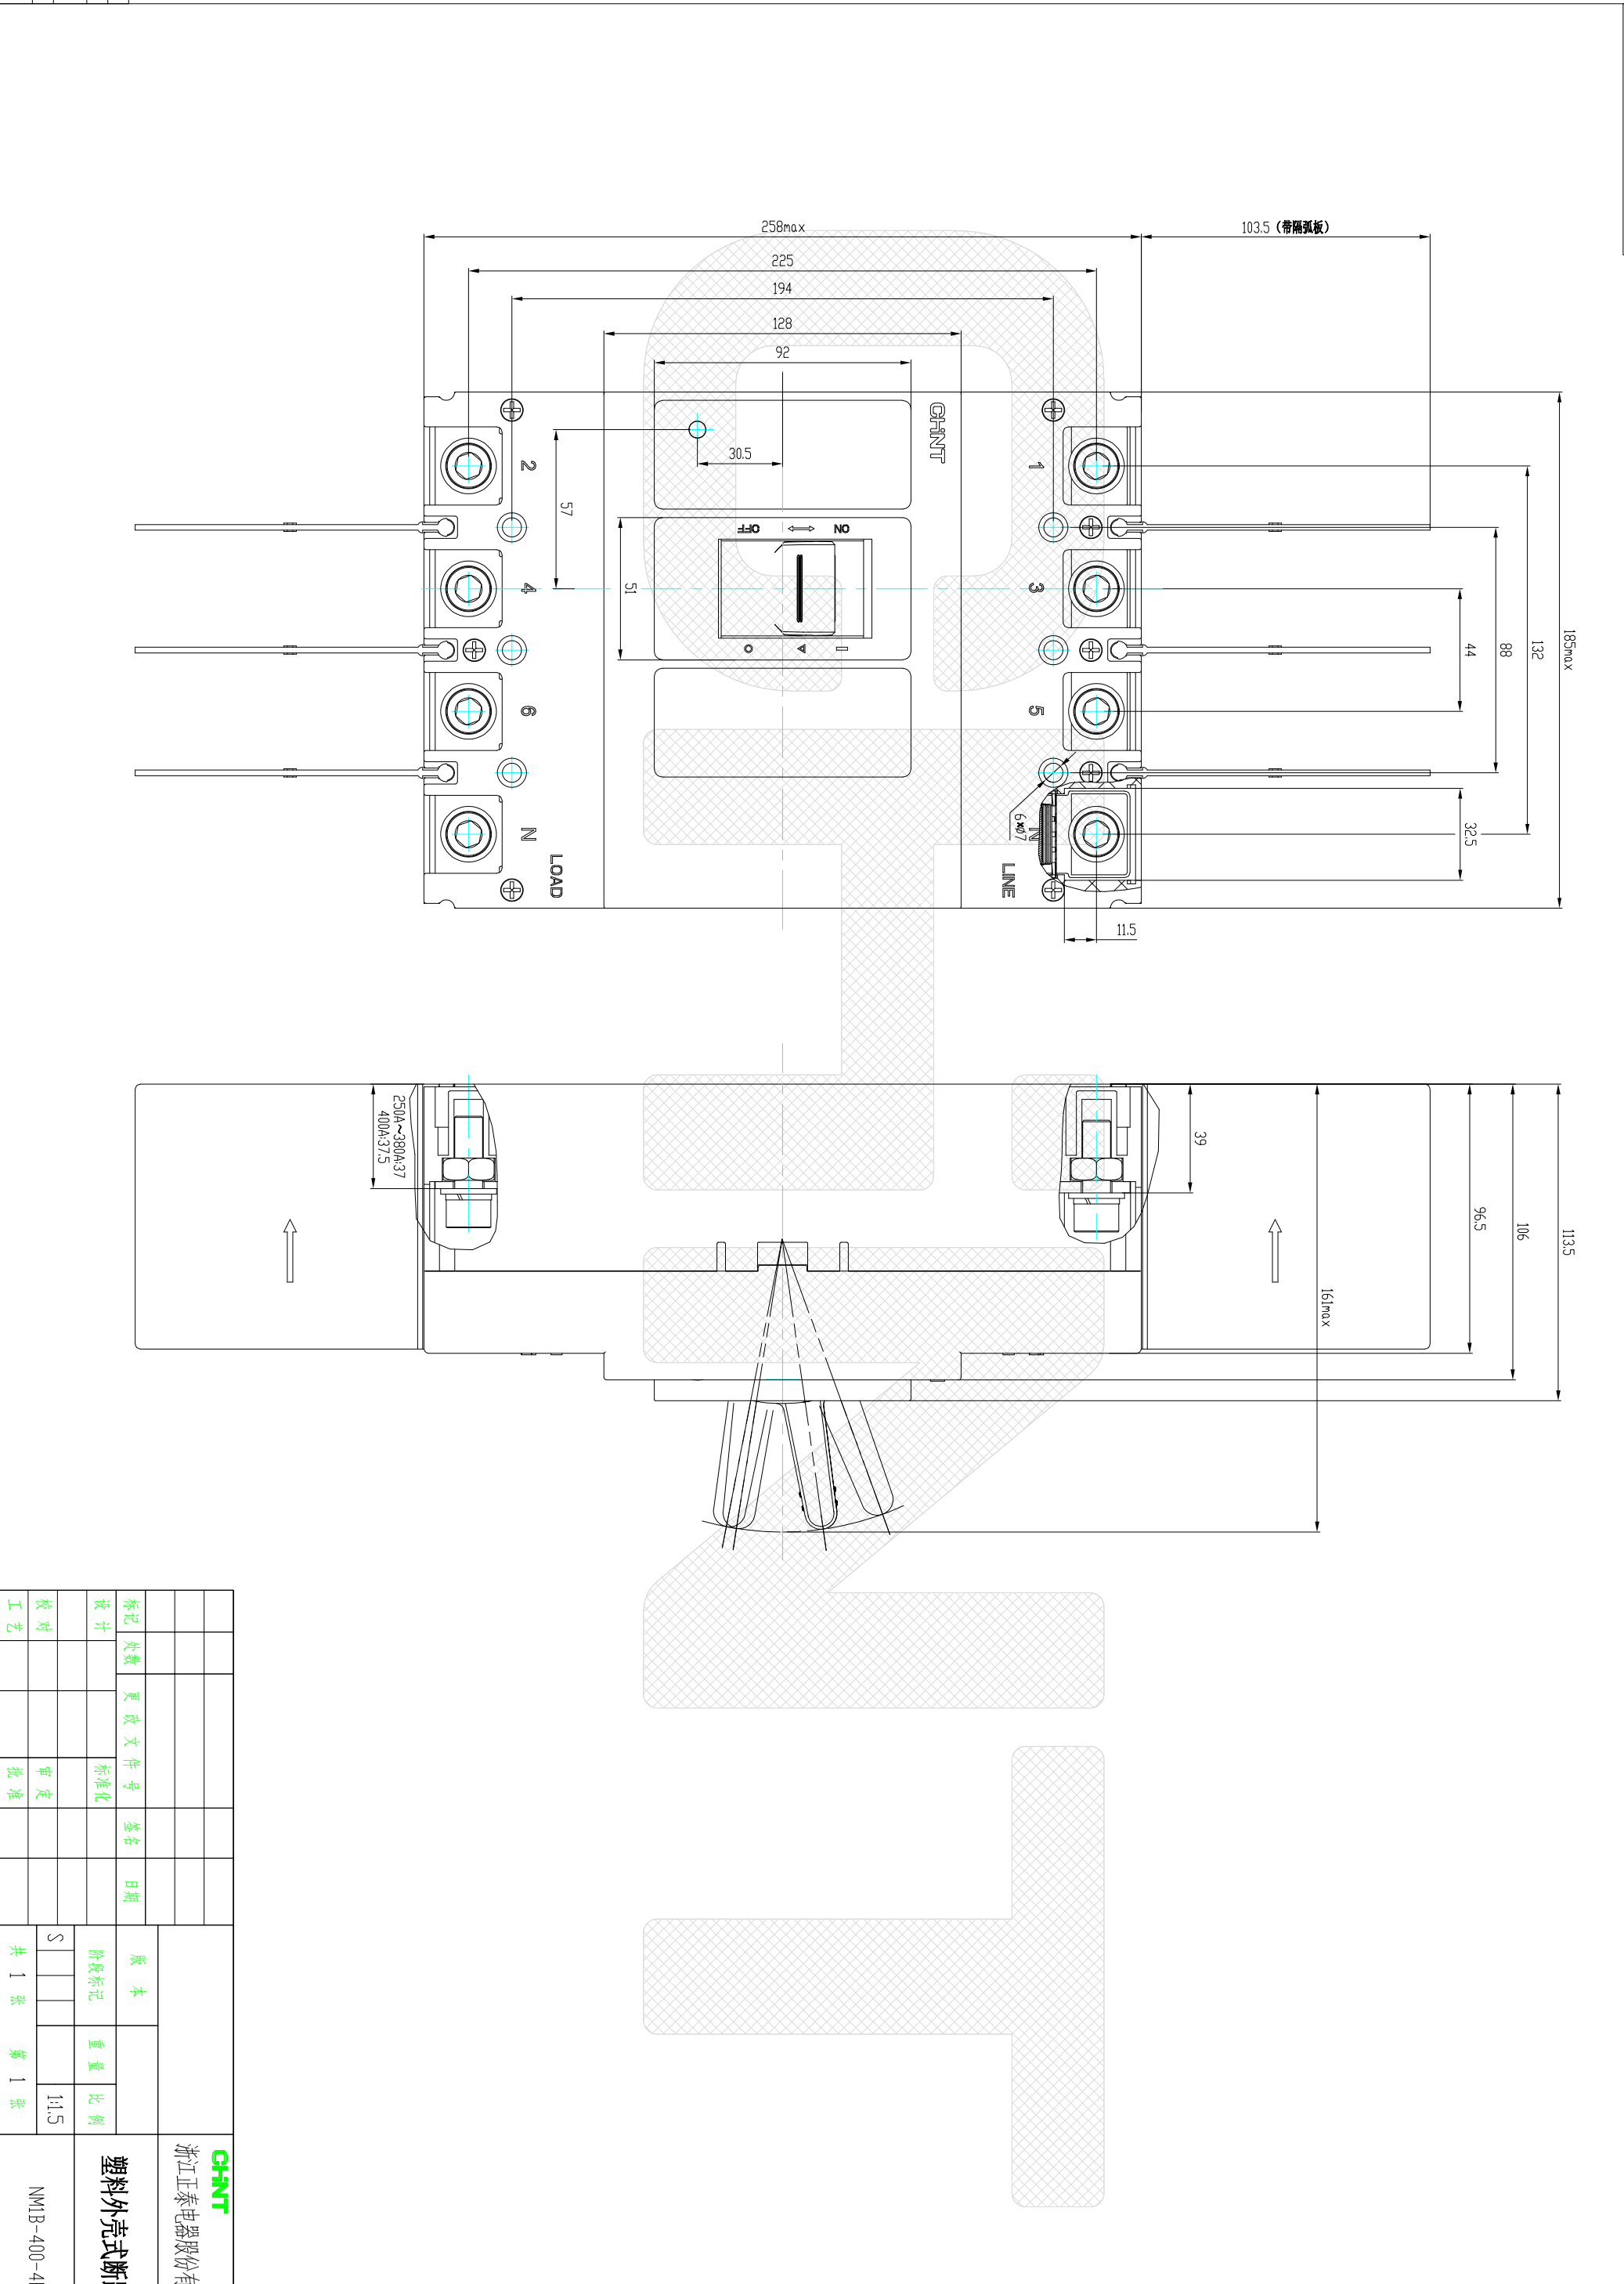 258max
103.5 (带隔弧板)
225
194
128
92
CHNT
2
1
30.5
57
OFF
ON
4
3
51
185max
132
88
44
6
5
32.5
6×ø7
N
N
LOAD
LINE
11.5
250A~380A:37
400A:37.5
39
96.5
106
113.5
161max
标记
处数
更改文件号
签名
日期
设计
标准化
校对
审定
工艺
批准
版本
阶段标记
重量
比例
S
1:1.5
共 1 张 第 1 张
CHNT
浙江正泰电器股份有
塑料外壳式断
NM1B-400-4